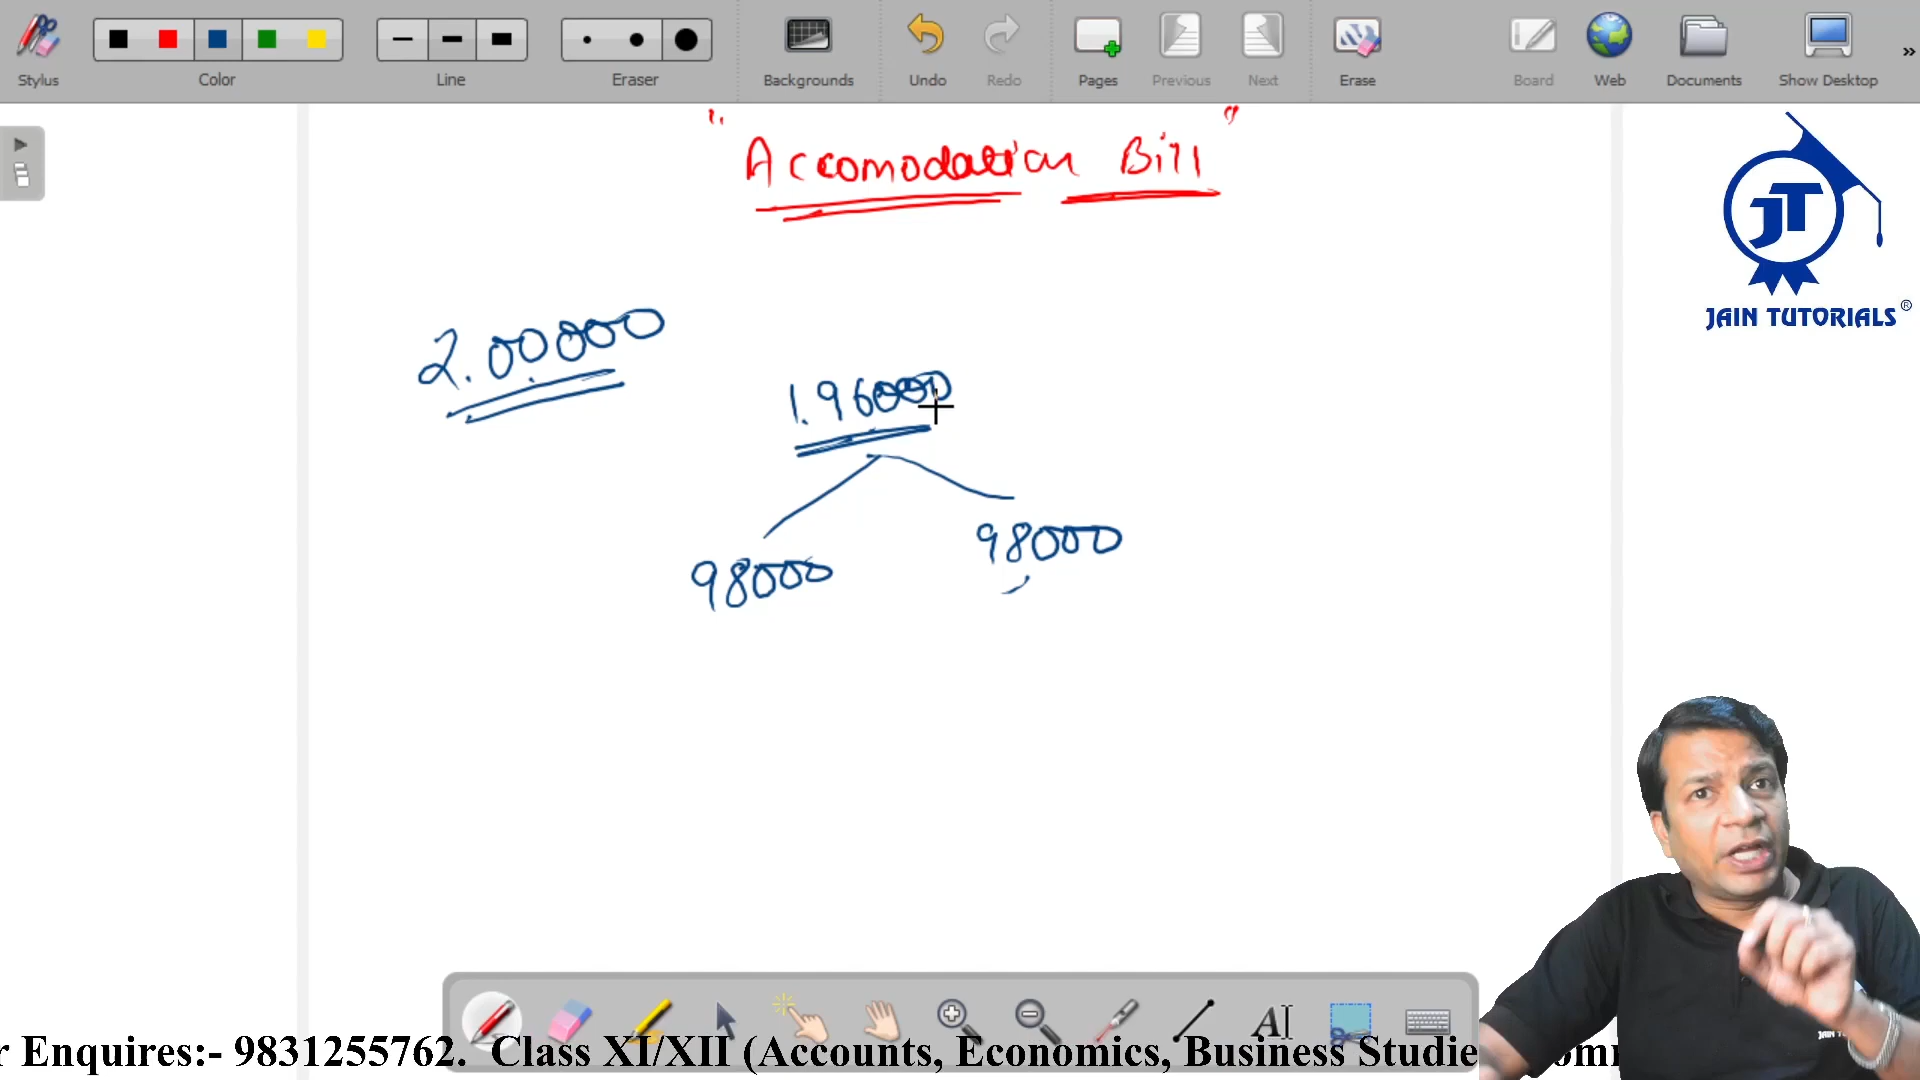 Stylus
Color
Line
Eraser
Backgrounds
Undo
Redo
Pages
Previous
Next
Erase
Board
Web
Documents
Show Desktop
»
"Accomodation Bill"
JT
JAIN TUTORIALS®
2.00000
1.96000
98000
98000
r Enquires:- 9831255762. Class XI/XII (Accounts, Economics, Business Studie